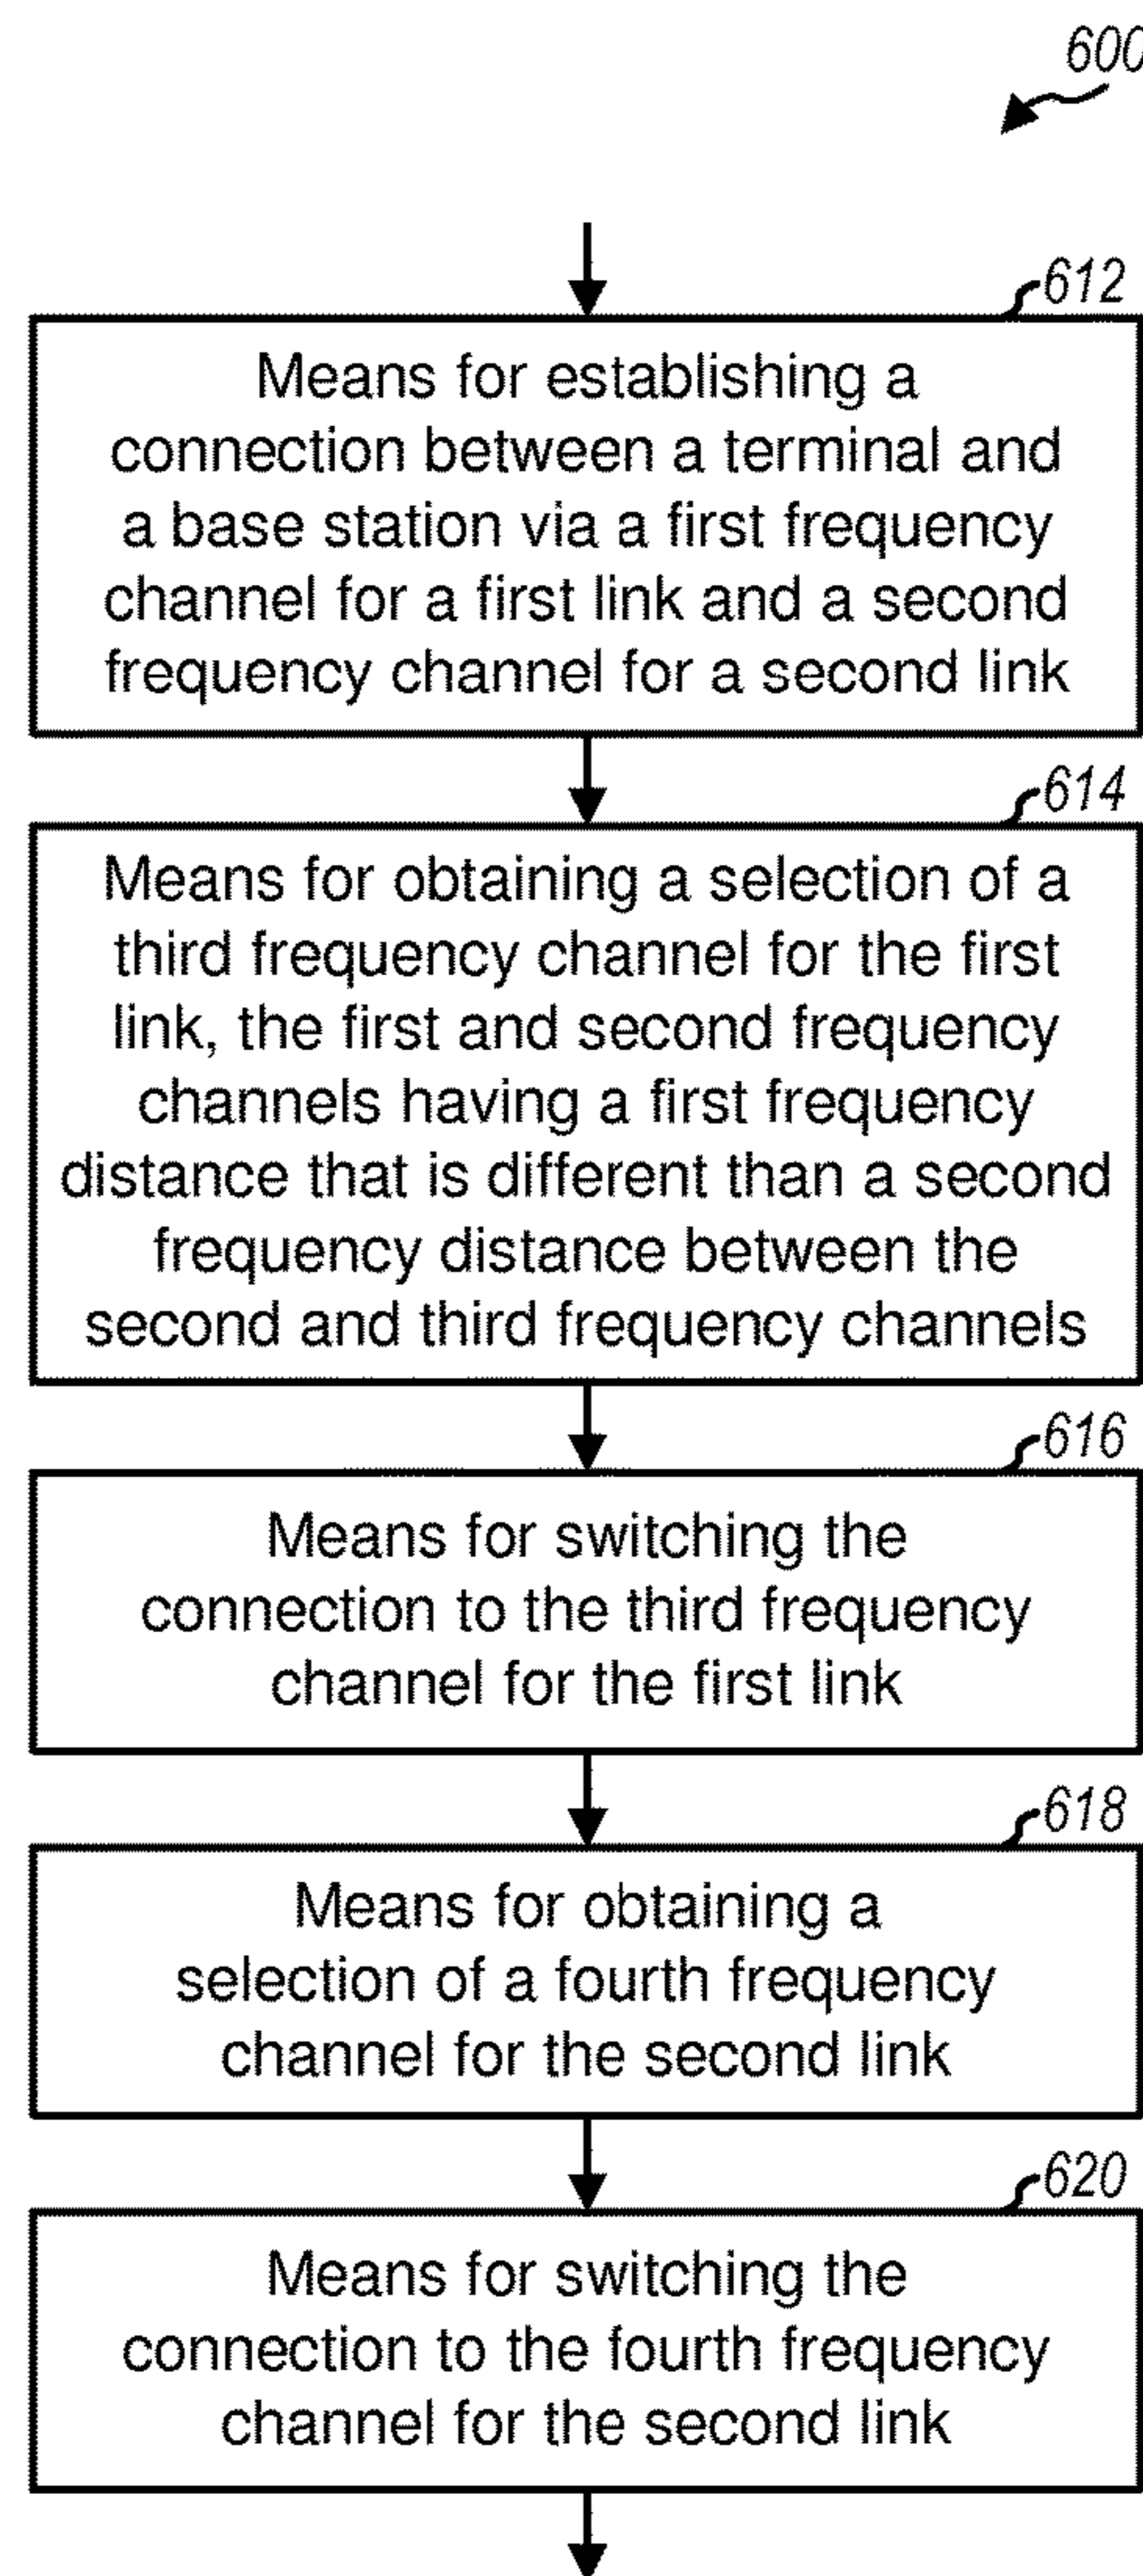 600
612
Means for establishing a
connection between a terminal and
a base station via a first frequency
channel for a first link and a second
frequency channel for a second link
614
Means for obtaining a selection of a
third frequency channel for the first
link, the first and second frequency
channels having a first frequency
distance that is different than a second
frequency distance between the
second and third frequency channels
616
Means for switching the
connection to the third frequency
channel for the first link
618
Means for obtaining a
selection of a fourth frequency
channel for the second link
620
Means for switching the
connection to the fourth frequency
channel for the second link